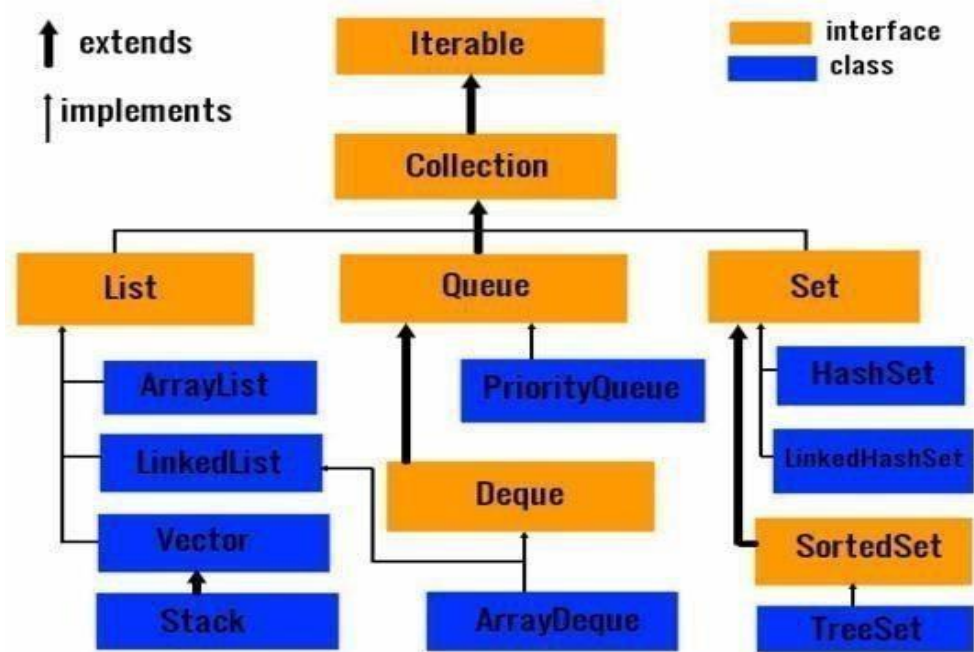 extends
implements
interface
class
Iterable
Collection
List
Queue
Set
ArrayList
PriorityQueue
HashSet
LinkedList
Deque
LinkedHashSet
Vector
SortedSet
Stack
ArrayDeque
TreeSet